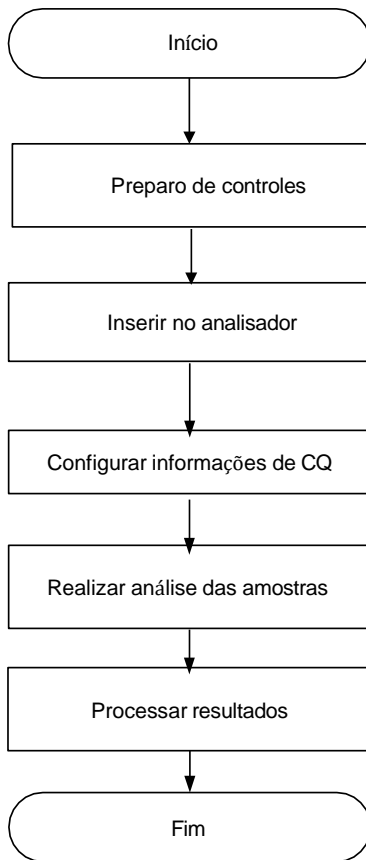 Início
Preparo de controles
Inserir no analisador
Configurar informações de CQ
Realizar análise das amostras
Processar resultados
Fim